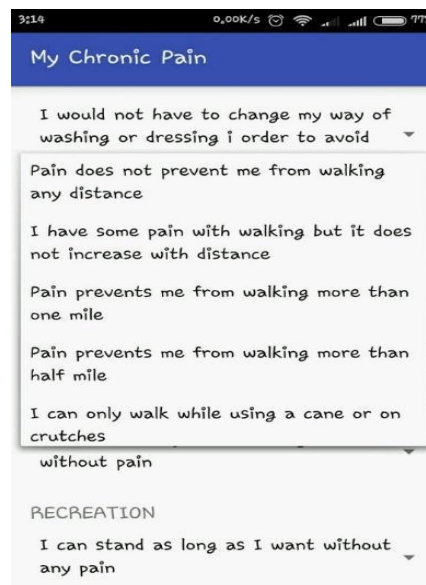 3:14 0.00K/s 77%
My Chronic Pain
I would not have to change my way of
washing or dressing i order to avoid
Pain does not prevent me from walking
any distance
I have some pain with walking but it does
not increase with distance
Pain prevents me from walking more than
one mile
Pain prevents me from walking more than
half mile
I can only walk while using a cane or on
crutches
without pain
RECREATION
I can stand as long as I want without
any pain